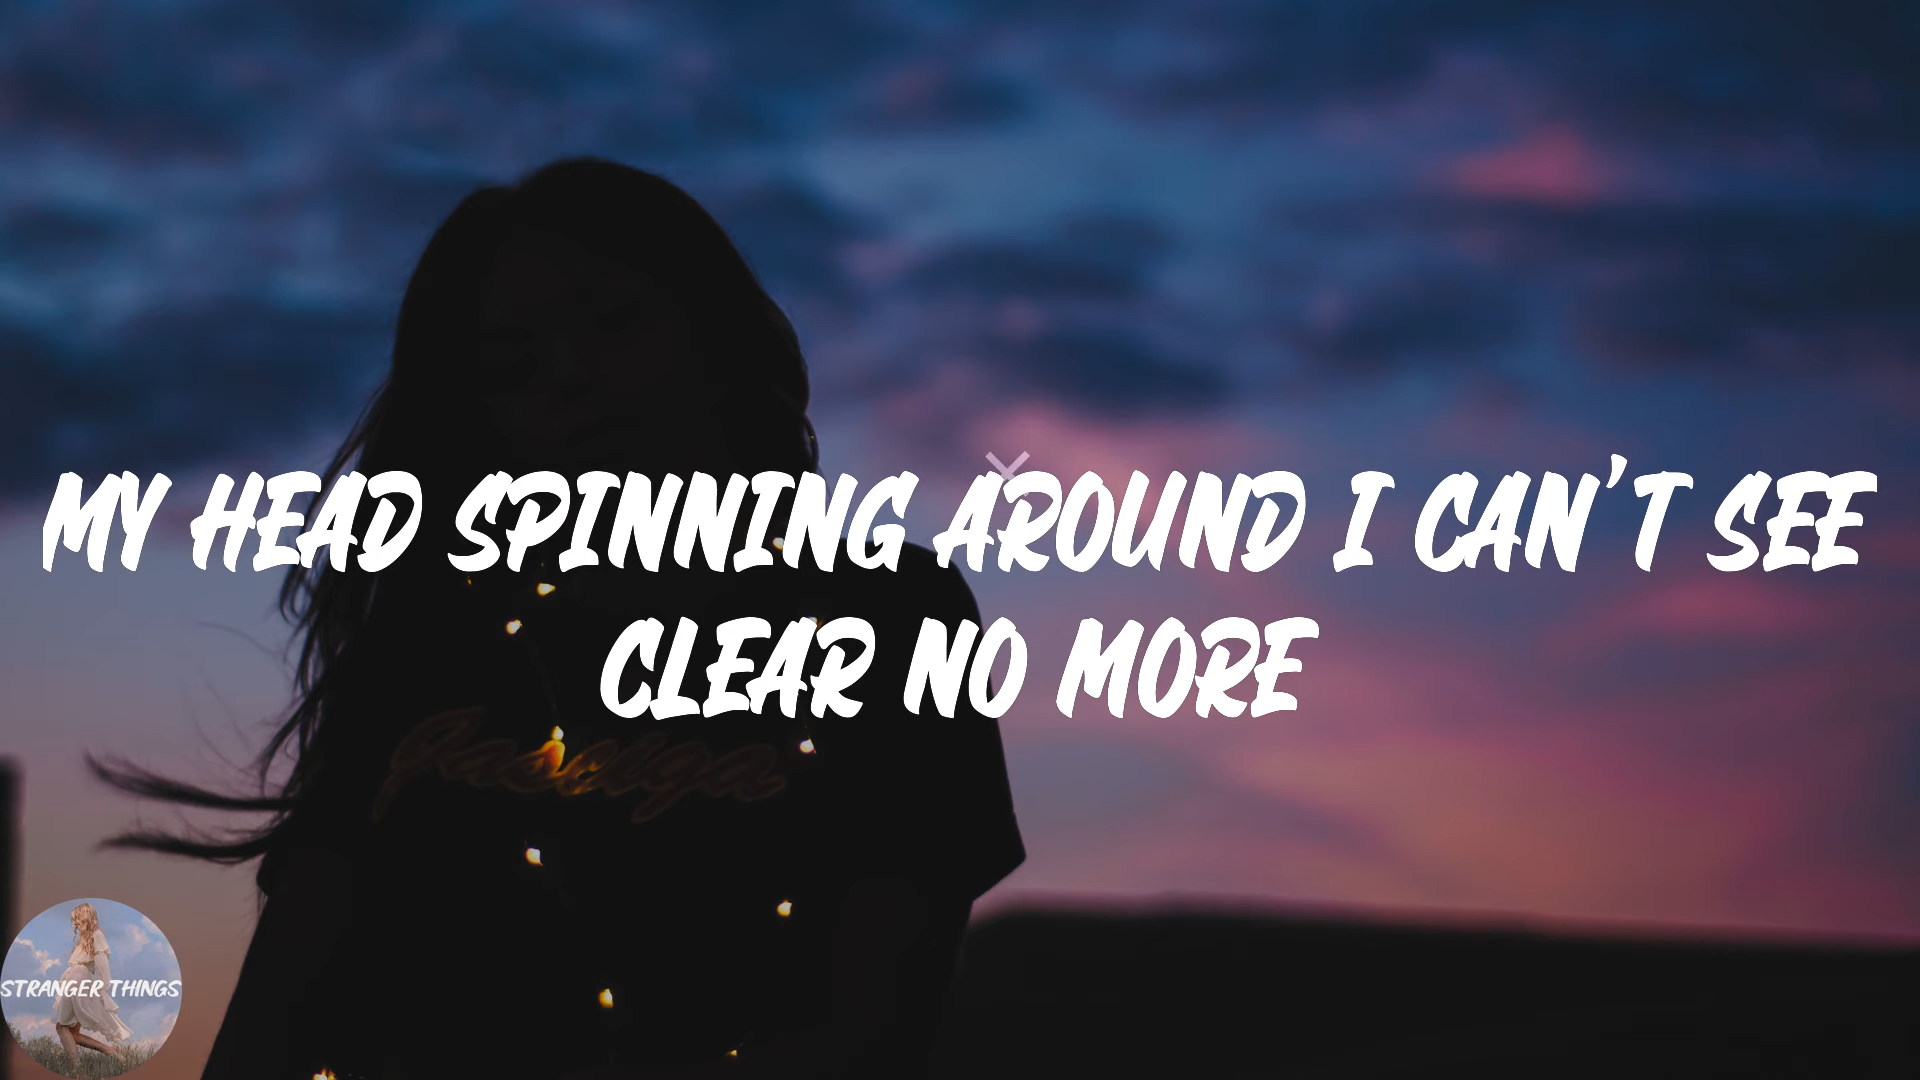 MY HEAD SPINNING AROUND I CAN'T SEE
CLEAR NO MORE
STRANGER THINGS